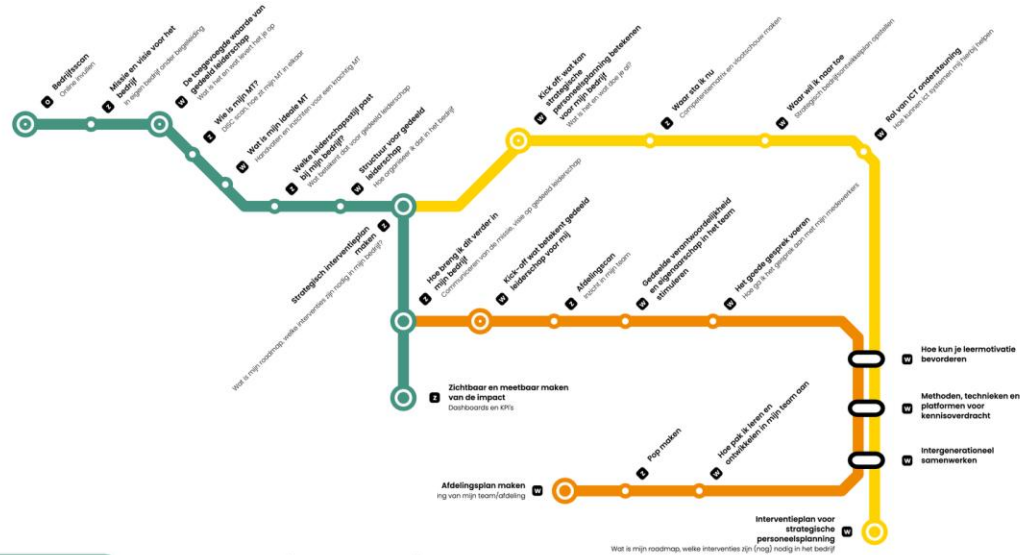 O
Bedrijfsscan
Online invullen
Z
Missie en visie voor het
bedrijf
In eigen bedrijf onder begeleiding
W
De toegevoegde waarde van
gedeeld leiderschap
Wat is het en wat levert het je op
Z
Wie is mijn MT?
DISC scan, hoe zit mijn MT in elkaar
W
Wat is mijn ideale MT
Handvaten en inzichten voor een krachtig MT
Z
Welke leiderschapsstijl past
bij mijn bedrijf?
Wat betekent dat voor gedeeld leiderschap
W
Structuur voor gedeeld
leiderschap
Hoe organiseer ik dat in het bedrijf
Z
Strategisch interventieplan
maken
Wat is mijn roadmap, welke interventies zijn nodig in mijn bedrijf?
W
Kick off: wat kan
strategische
personeelsplanning betekenen
voor mijn bedrijf
Wat is het en wat doe je al?
Z
Waar sta ik nu
Competentiematrix en vlootschouw maken
W
Waar wil ik naar toe
Strategisch bedrijfsontwikkelplan opstellen
W
Rol van ICT ondersteuning
Hoe kunnen ICT systemen mij hierbij helpen
Z
Hoe breng ik dit verder in
mijn bedrijf
Communiceren van de missie, visie op gedeeld leiderschap
W
Kick-off wat betekent gedeeld
leiderschap voor mij
Z
Afdelingscan
Inzicht in mijn team
W
Gedeelde verantwoordelijkheid
en eigenaarschap in het team
stimuleren
W
Het goede gesprek voeren
Hoe ga ik het gesprek aan met mijn medewerkers
W
Hoe kun je leermotivatie
bevorderen
W
Methoden, technieken en
platformen voor
kennisoverdracht
W
Intergenerationeel
samenwerken
Z
Zichtbaar en meetbaar maken
van de impact
Dashboards en KPI's
Z
Pop maken
W
Hoe pak ik leren en
ontwikkelen in mijn team aan
Afdelingsplan maken
W
ing van mijn team/afdeling
Interventieplan voor
strategische
personeelsplanning
W
Wat is mijn roadmap, welke interventies zijn (nog) nodig in het bedrijf